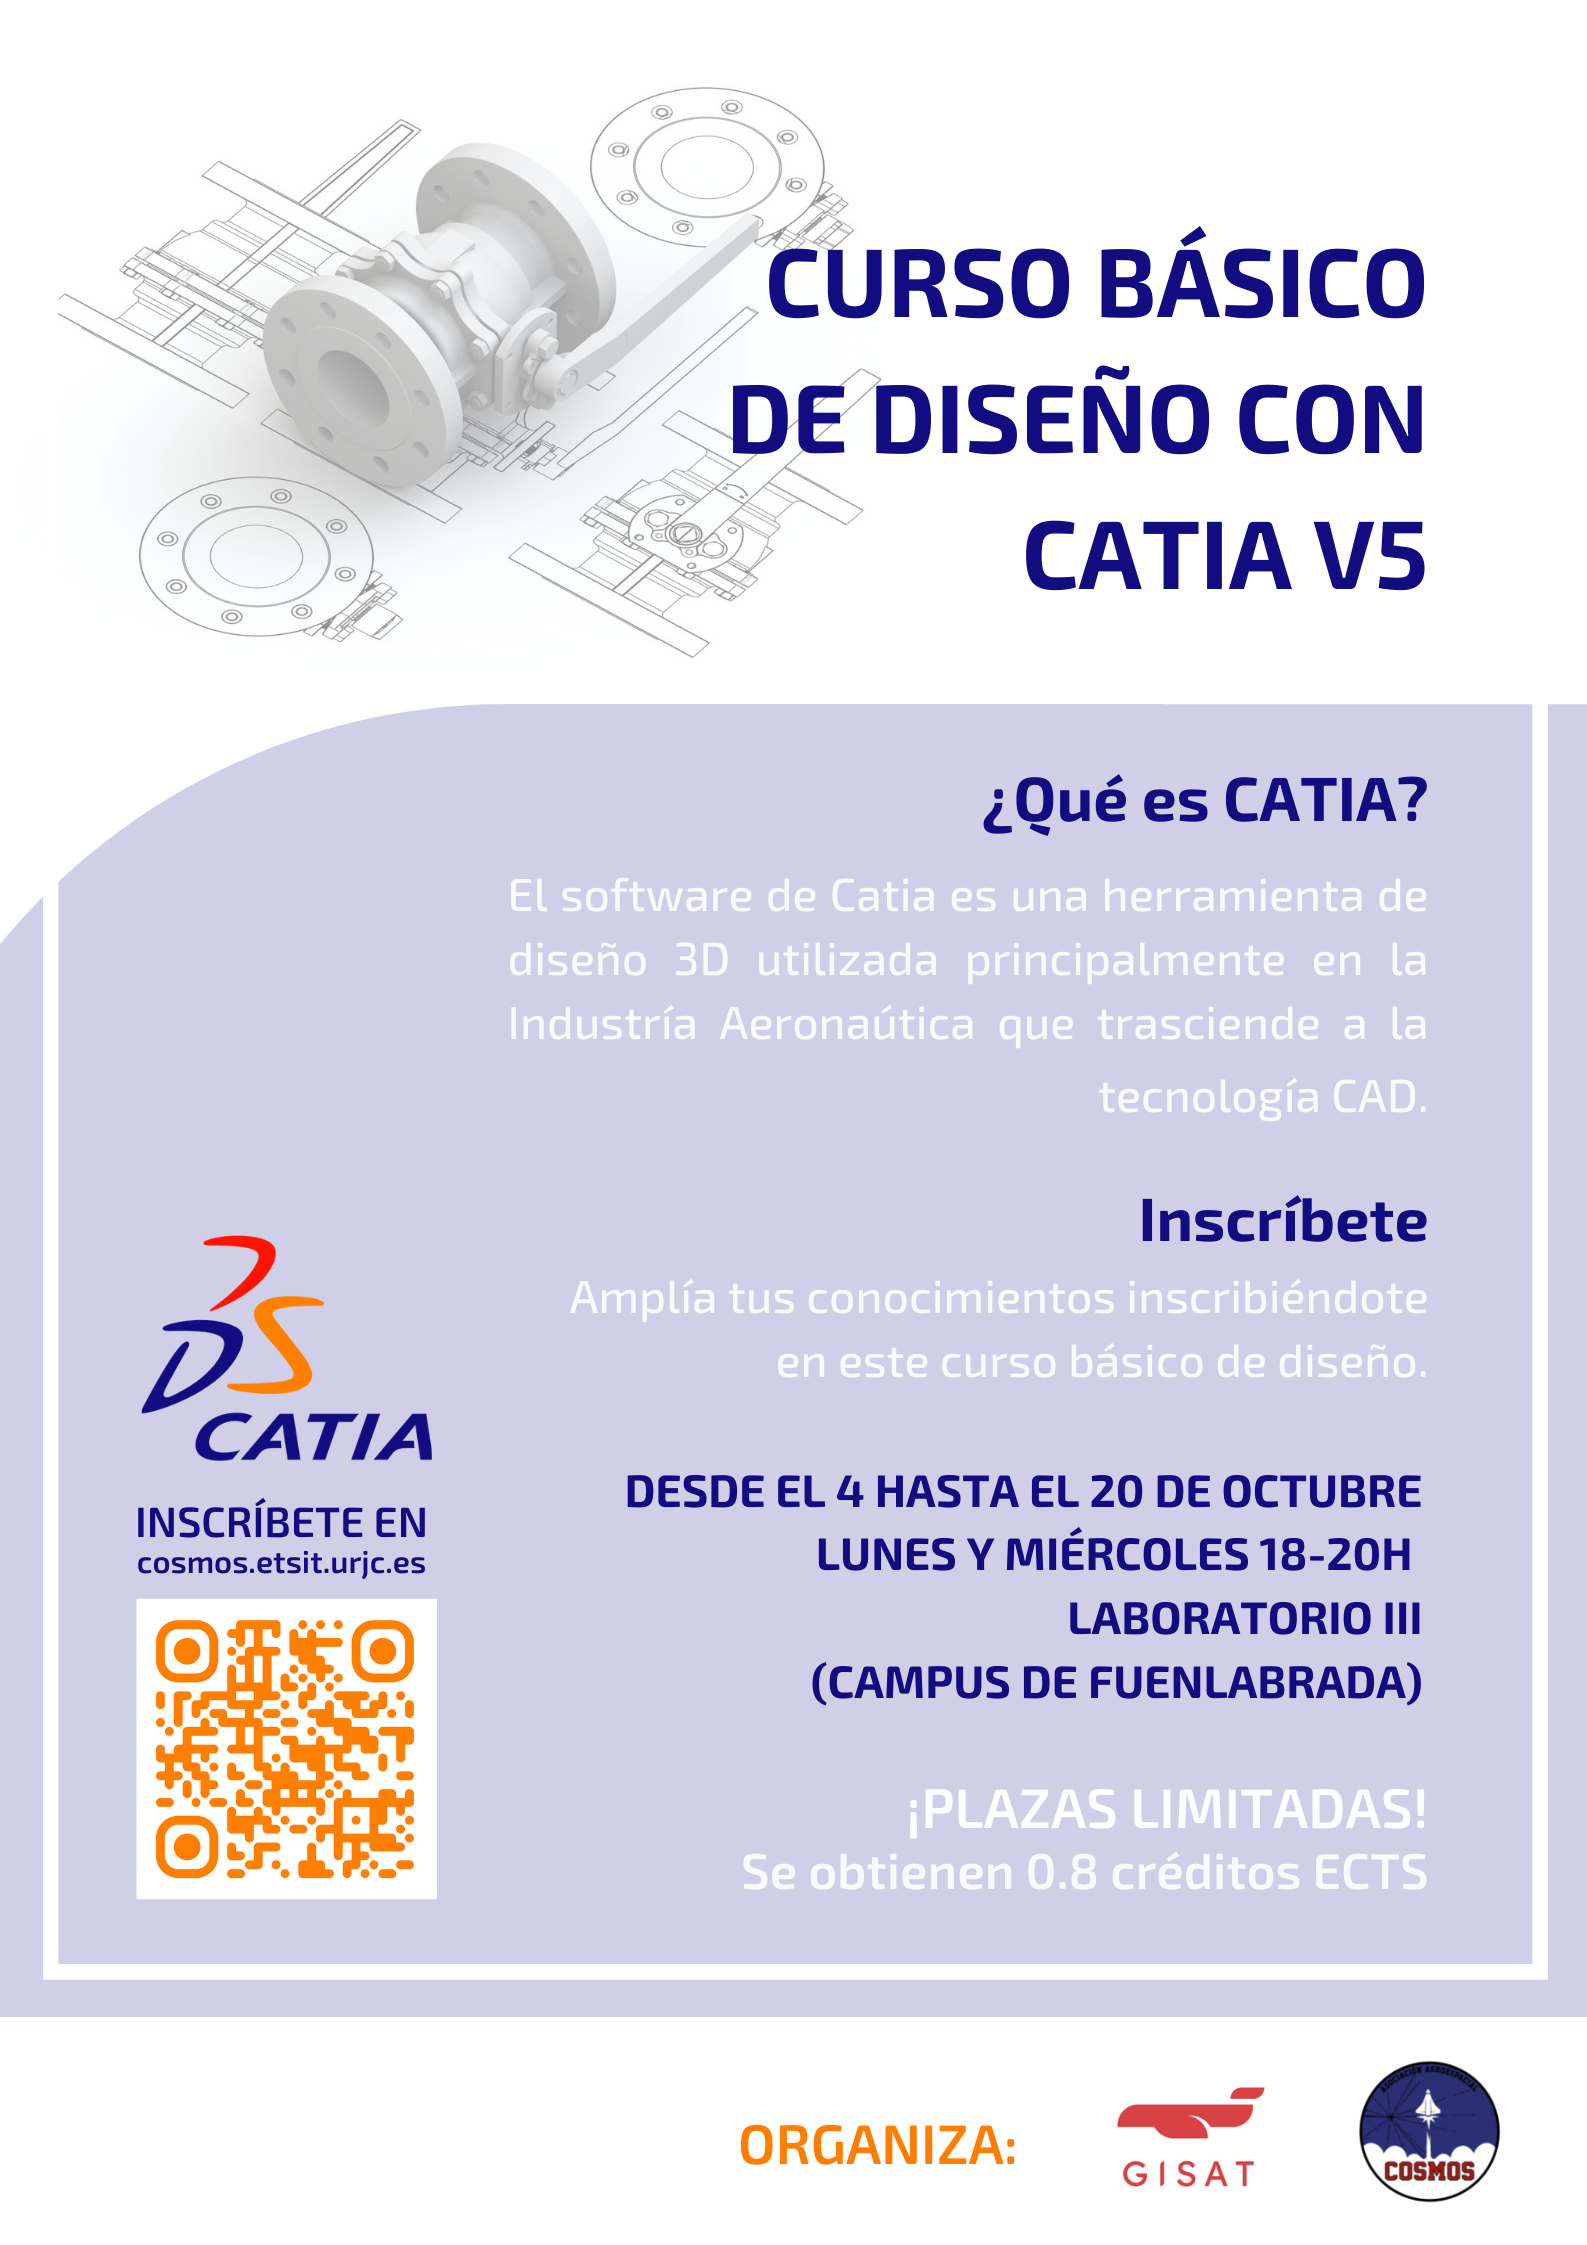 CURSO BÁSICO
DE DISEÑO CON
CATIA V5
¿Qué es CATIA?
El software de Catia es una herramienta de
diseño 3D utilizada principalmente en la
Industría Aeronaútica que trasciende a la
tecnología CAD.
Inscríbete
Amplía tus conocimientos inscribiéndote
en este curso básico de diseño.
DESDE EL 4 HASTA EL 20 DE OCTUBRE
LUNES Y MIÉRCOLES 18-20H
LABORATORIO III
(CAMPUS DE FUENLABRADA)
¡PLAZAS LIMITADAS!
Se obtienen 0.8 créditos ECTS
DS
CATIA
INSCRÍBETE EN
cosmos.etsit.urjc.es
ORGANIZA:
GISAT
ASOCIACIÓN AEROESPACIAL
COSMOS